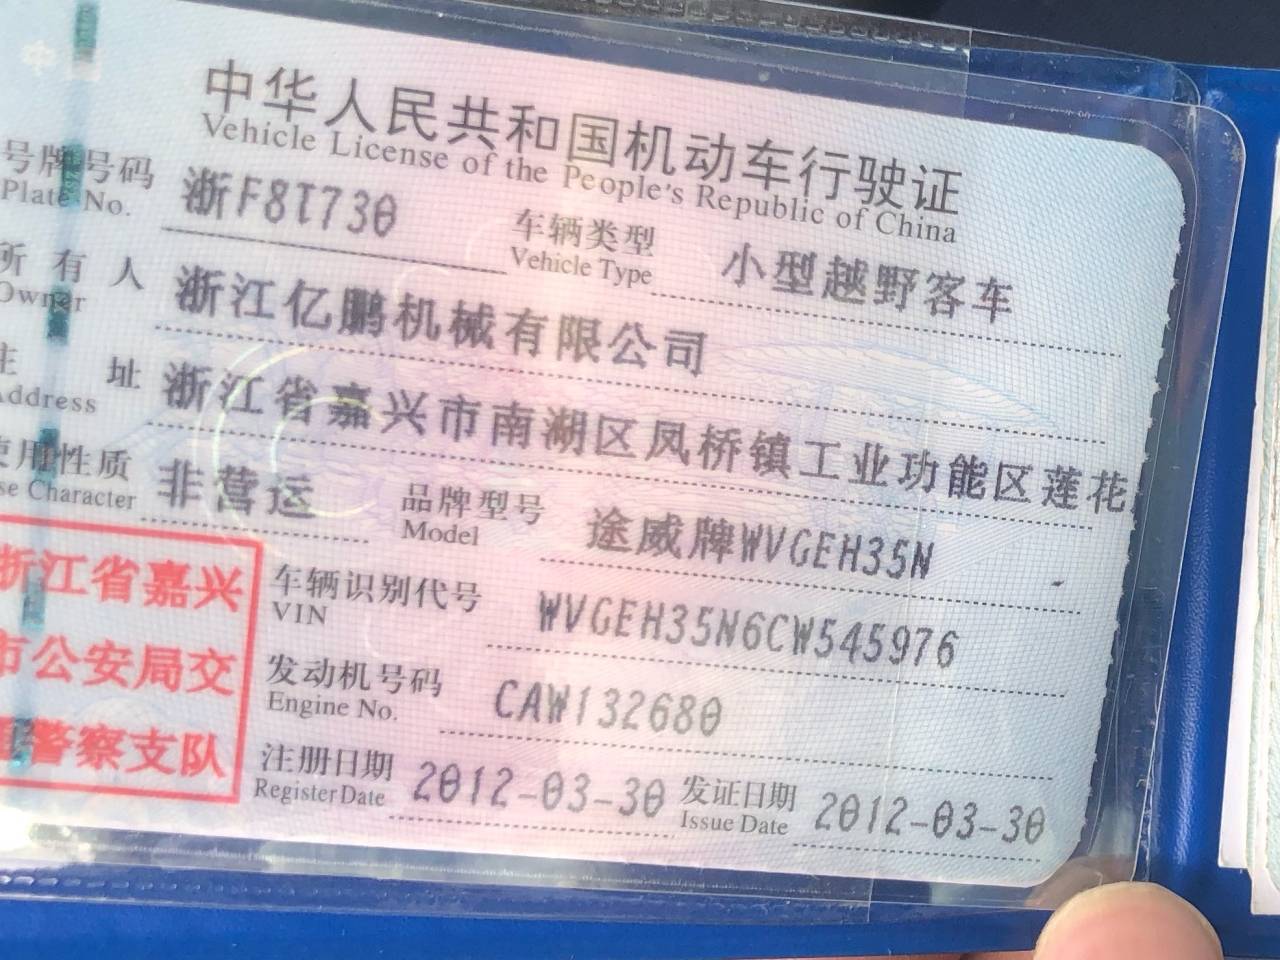 中华人民共和国机动车行驶证
Vehicle License of the People's Republic of China
号牌号码 浙F8T730 车辆类型 小型越野客车
Plate No. Vehicle Type
所有人 浙江亿鹏机械有限公司
Owner
住址 浙江省嘉兴市南湖区凤桥镇工业功能区莲花
Address
使用性质 非营运 品牌型号 途威牌WVGEH35N
Use Character Model
浙江省嘉兴
市公安局交
通警察支队
车辆识别代号 WVGEH35N6CW545976
VIN
发动机号码 CAW132680
Engine No.
注册日期 2012-03-30 发证日期 2012-03-30
Register Date Issue Date